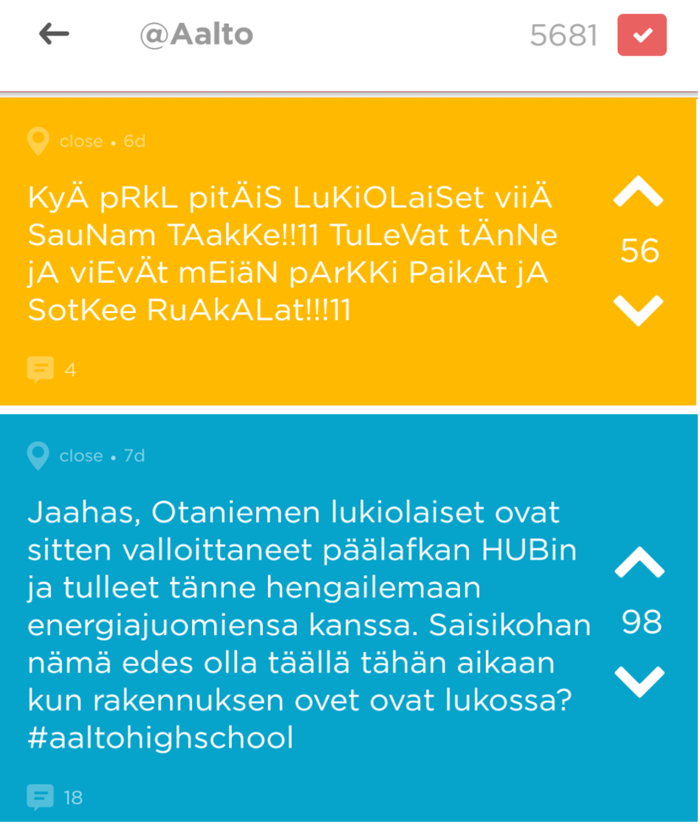 @Aalto 5681
close • 6d
KyÄ pRkL pitÄiS LuKiOLaiSet viiÄ
SauNam TAakKe!!11 TuLeVat tÄnNe
jA viEvÄt mEiäN pArKKi PaikAt jA
SotKee RuAkALat!!!11
56
4
close • 7d
Jaahas, Otaniemen lukiolaiset ovat
sitten valloittaneet päälafkan HUBin
ja tulleet tänne hengailemaan
energiajuomiensa kanssa. Saisikohan
nämä edes olla täällä tähän aikaan
kun rakennuksen ovet ovat lukossa?
#aaltohighschool
98
18